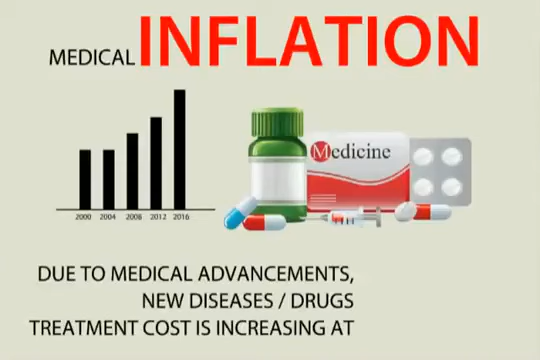 MEDICAL INFLATION
Medicine
2000 2004 2008 2012 2016
DUE TO MEDICAL ADVANCEMENTS,
NEW DISEASES / DRUGS
TREATMENT COST IS INCREASING AT